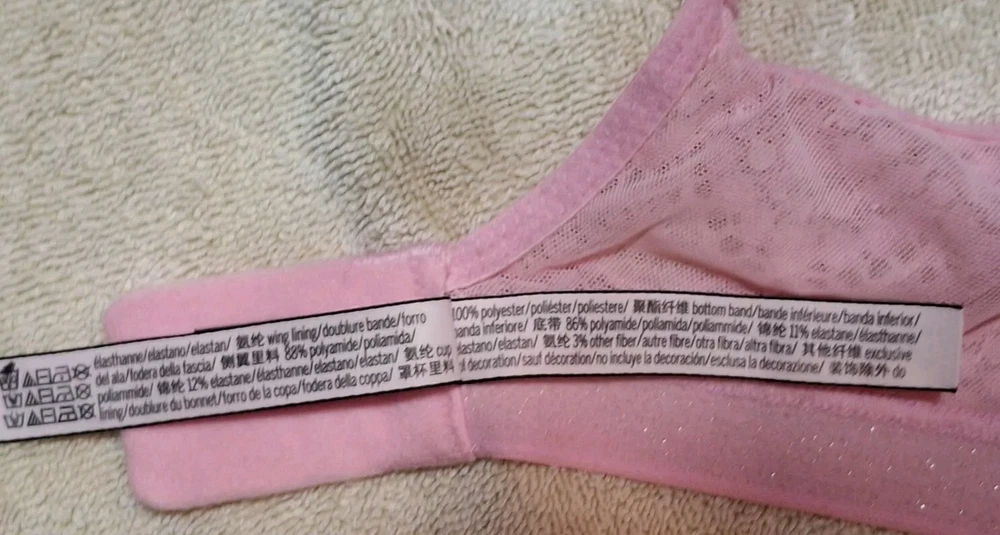 élasthanne/elastano/elastan/ 氨纶 wing lining/doublure bande/forro
del ala/fodera della fascia/ 侧翼里料 88% polyamide/poliamida/
poliammide/ 锦纶 12% elastane/élasthanne/elastano/elastan/ 氨纶 cup
lining/doublure du bonnet/forro de la copa/fodera della coppa/ 罩杯里料
100% polyester/poliéster/poliestere/ 聚酯纤维 bottom band/bande inférieure/banda inferior/
banda inferiore/ 底带 86% polyamide/poliamida/poliammide/ 锦纶 11% elastane/élasthanne/
elastano/elastan/ 氨纶 3% other fiber/autre fibre/otra fibra/altra fibra/ 其他纤维 exclusive
of decoration/sauf décoration/no incluye la decoración/esclusa la decorazione/ 装饰除外 do